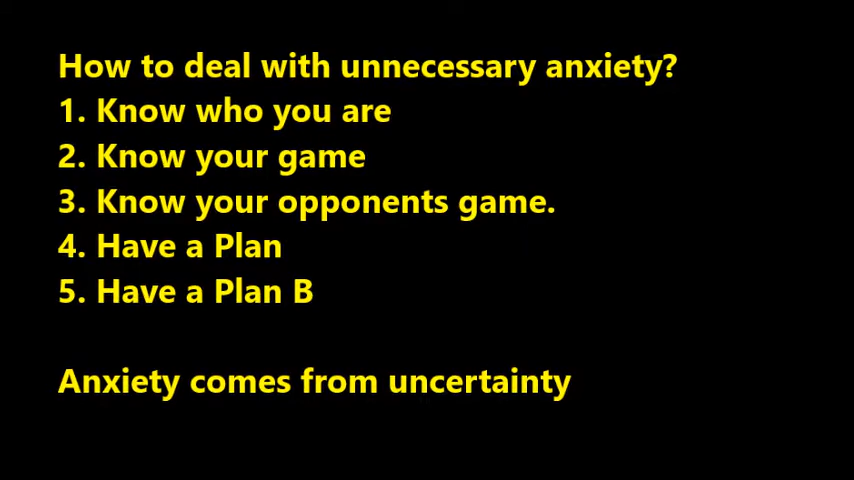 How to deal with unnecessary anxiety?
1. Know who you are
2. Know your game
3. Know your opponents game.
4. Have a Plan
5. Have a Plan B
Anxiety comes from uncertainty